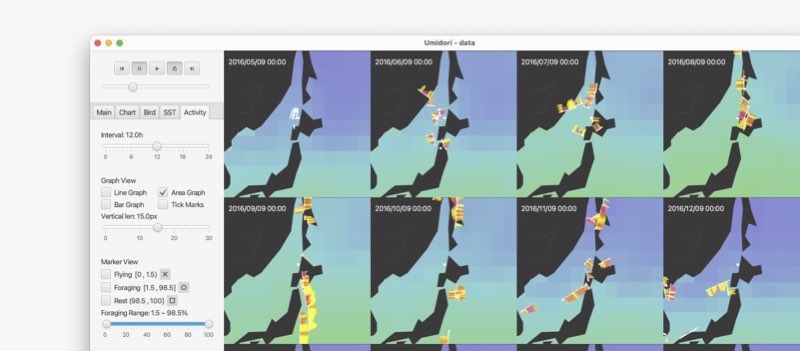 Umidori - data
Main Chart Bird SST Activity
Interval: 12.0h
0 6 12 18 24
Graph View
Line Graph Area Graph
Bar Graph Tick Marks
Vertical len: 15.0px
0 10 20 30
Marker View
Flying [0 , 1.5)
Foraging [1.5 , 98.5]
Rest (98.5 ,100]
Foraging Range: 1.5 ~ 98.5%
0 20 40 60 80 100
2016/05/09 00:00 2016/06/09 00:00 2016/07/09 00:00 2016/08/09 00:00
2016/09/09 00:00 2016/10/09 00:00 2016/11/09 00:00 2016/12/09 00:00